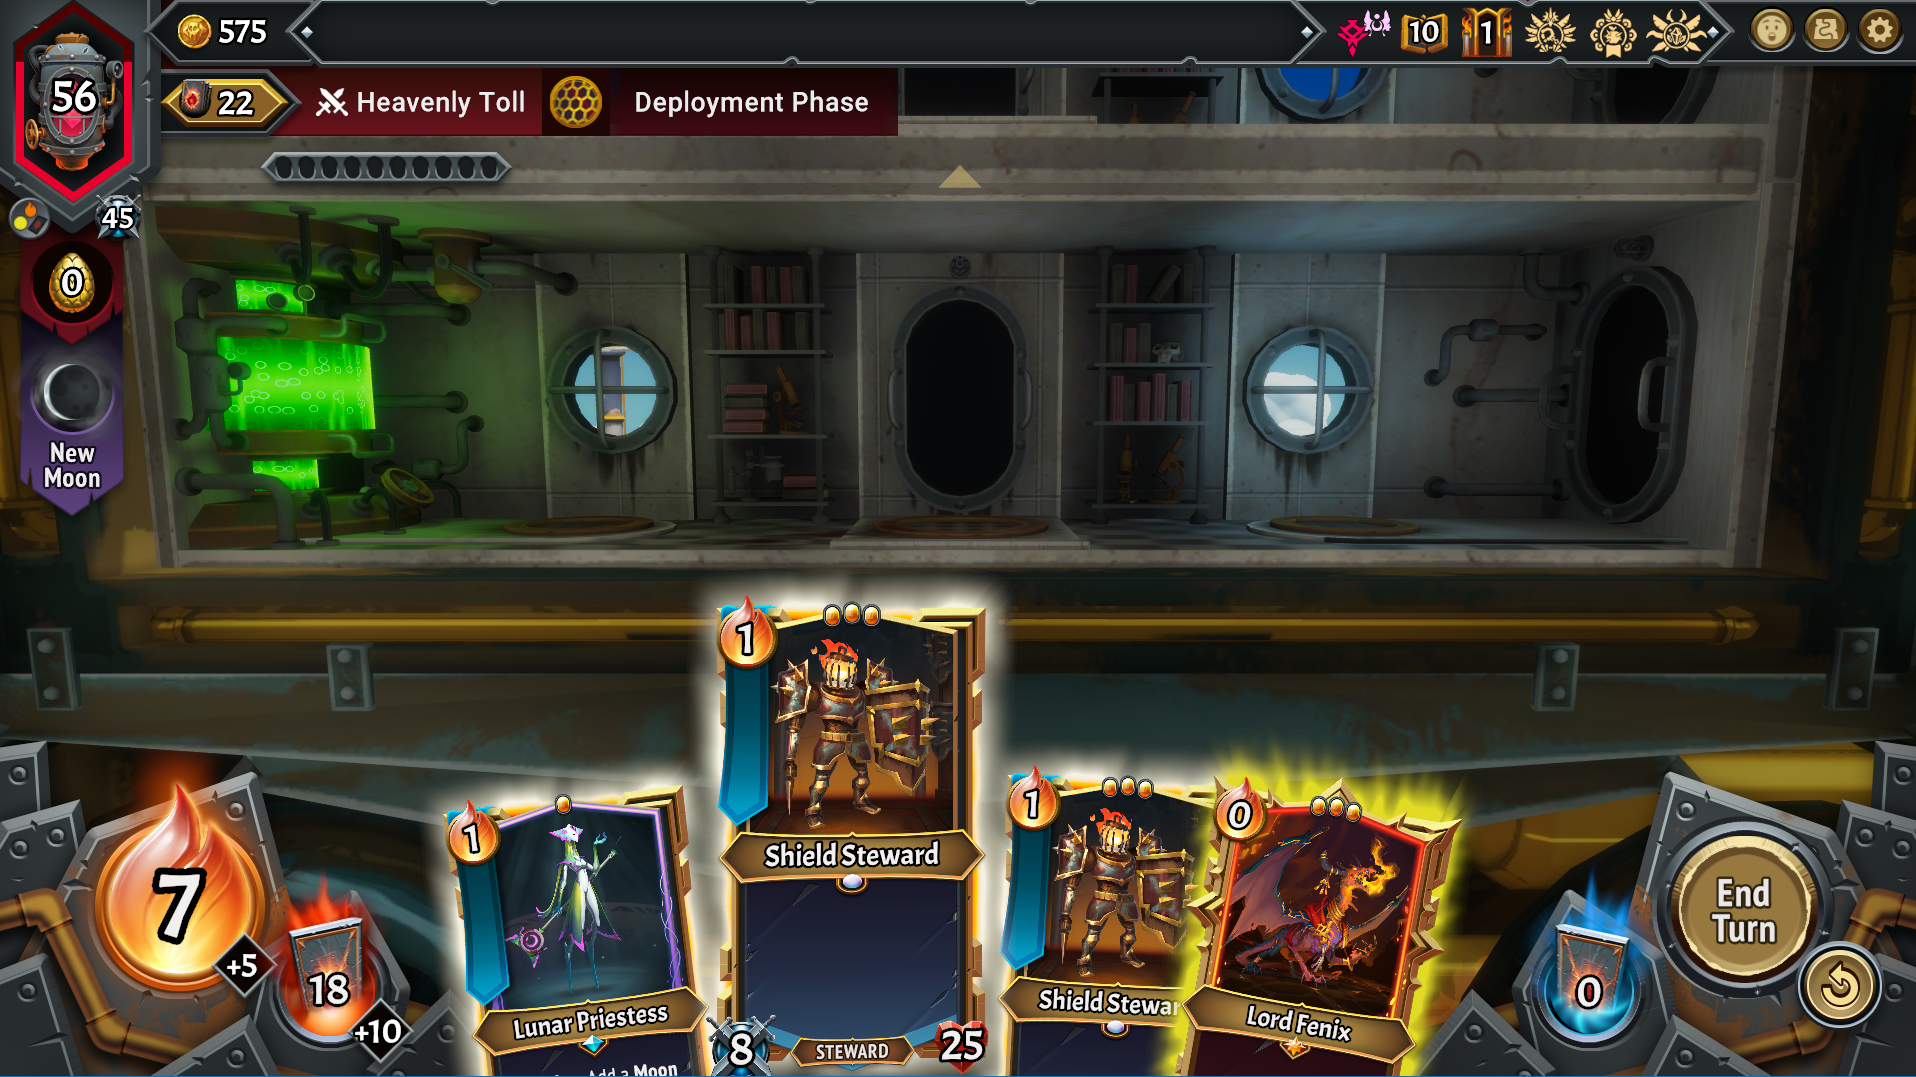 575
10
1
56
22
Heavenly Toll
Deployment Phase
45
0
New
Moon
1
Shield Steward
8
STEWARD
25
1
Lunar Priestess
Add a Moon
1
Shield Stewar
0
Lord Fenix
7
+5
18
+10
End
Turn
0